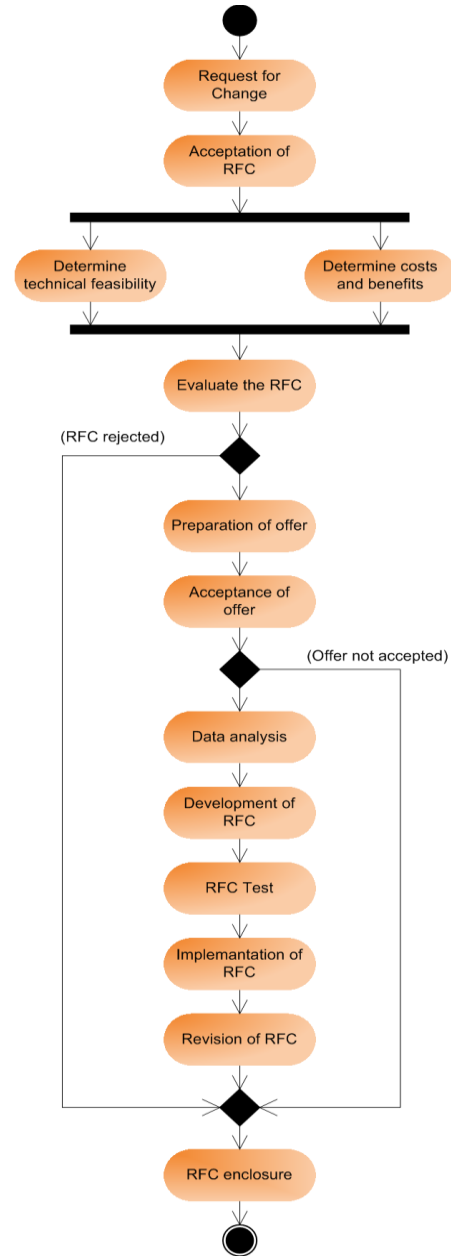 Request for
Change
Acceptation of
RFC
Determine
technical feasibility
Determine costs
and benefits
Evaluate the RFC
(RFC rejected)
Preparation of offer
Acceptance of
offer
(Offer not accepted)
Data analysis
Development of
RFC
RFC Test
Implemantation of
RFC
Revision of RFC
RFC enclosure